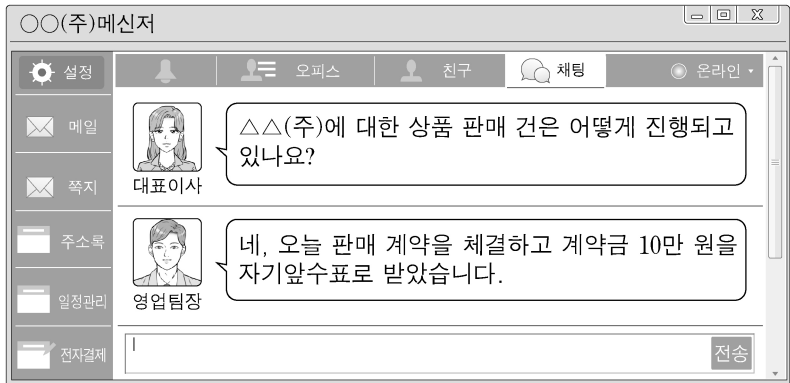 ○○(주)메신저
설정
오피스
친구
채팅
온라인
메일
쪽지
주소록
일정관리
전자결제
△△(주)에 대한 상품 판매 건은 어떻게 진행되고
있나요?
대표이사
네, 오늘 판매 계약을 체결하고 계약금 10만 원을
자기앞수표로 받았습니다.
영업팀장
전송